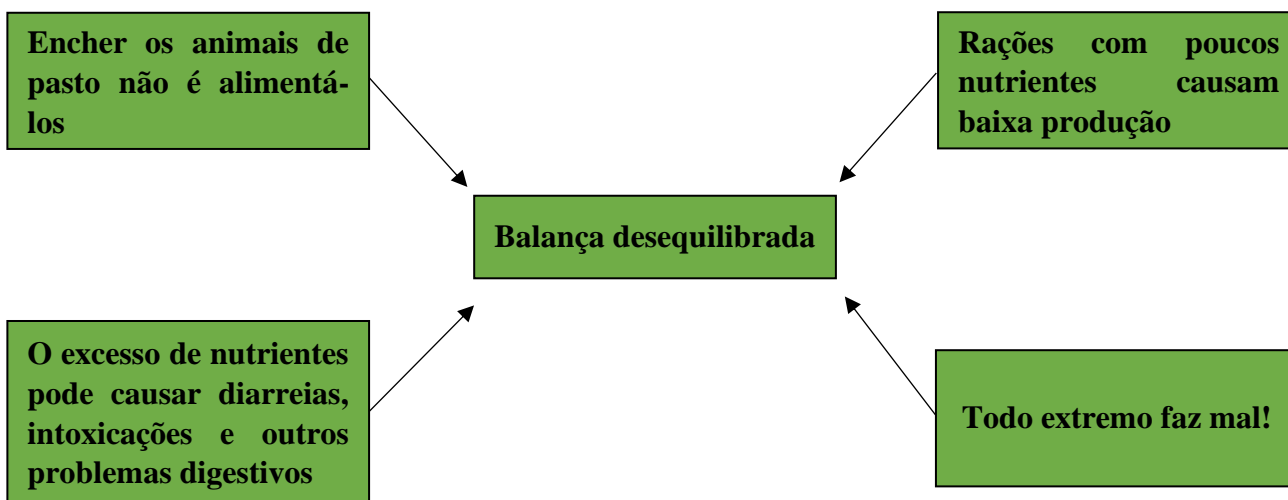 Encher os animais de
pasto não é alimentá-
los
Rações com poucos
nutrientes causam
baixa produção
Balança desequilibrada
O excesso de nutrientes
pode causar diarreias,
intoxicações e outros
problemas digestivos
Todo extremo faz mal!